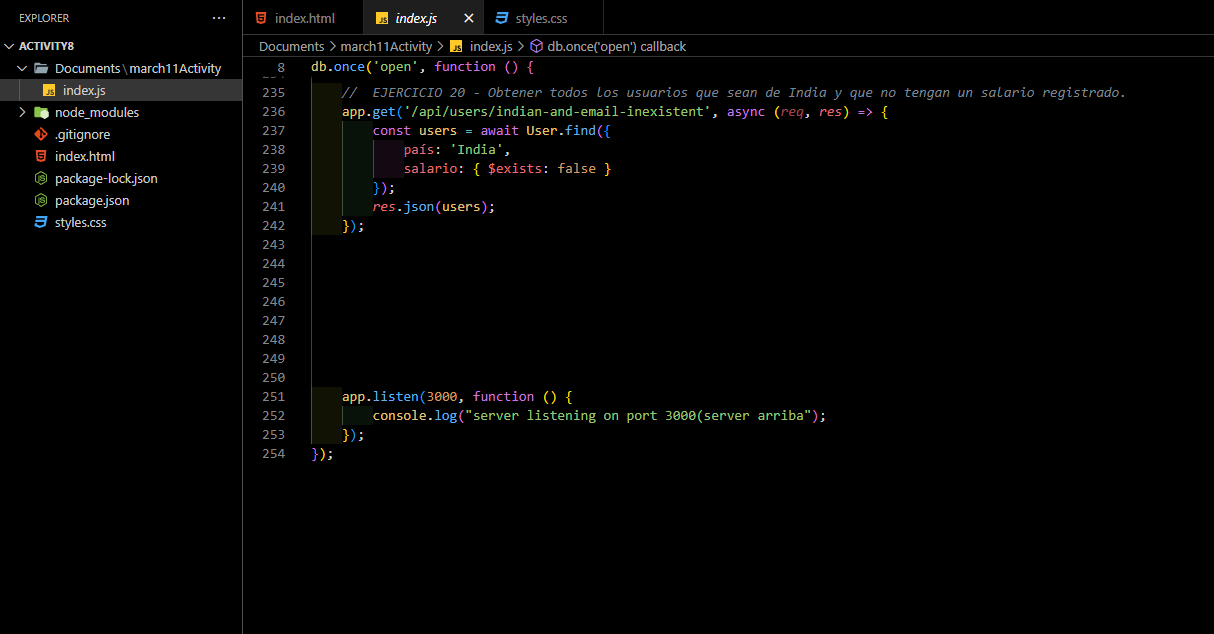 EXPLORER ···
index.html JS index.js × styles.css
ACTIVITY8
Documents \ march11Activity
JS index.js
node_modules
.gitignore
index.html
package-lock.json
package.json
styles.css
Documents > march11Activity > JS index.js > db.once('open') callback
8 db.once('open', function () {
235 // EJERCICIO 20 - Obtener todos los usuarios que sean de India y que no tengan un salario registrado.
236 app.get('/api/users/indian-and-email-inexistent', async (req, res) => {
237 const users = await User.find({
238 país: 'India',
239 salario: { $exists: false }
240 });
241 res.json(users);
242 });
243
244
245
246
247
248
249
250
251 app.listen(3000, function () {
252 console.log("server listening on port 3000(server arriba");
253 });
254 });